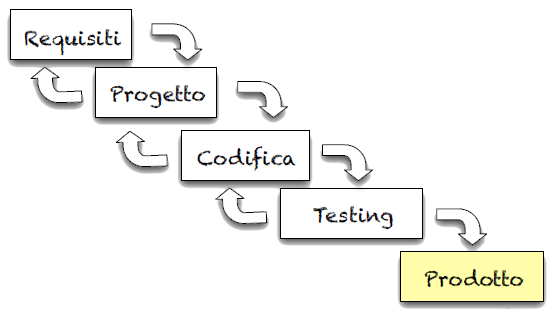 Requisiti
Progetto
Codifica
Testing
Prodotto